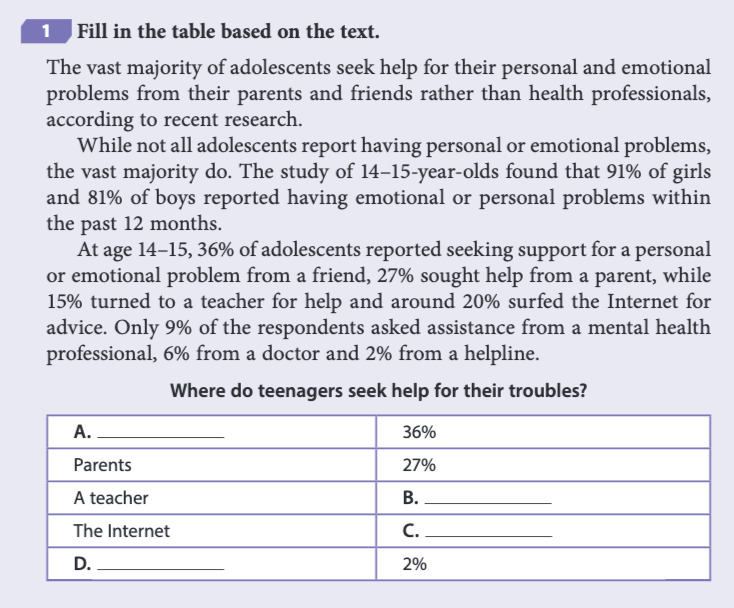 1 Fill in the table based on the text.
The vast majority of adolescents seek help for their personal and emotional
problems from their parents and friends rather than health professionals,
according to recent research.
While not all adolescents report having personal or emotional problems,
the vast majority do. The study of 14–15-year-olds found that 91% of girls
and 81% of boys reported having emotional or personal problems within
the past 12 months.
At age 14–15, 36% of adolescents reported seeking support for a personal
or emotional problem from a friend, 27% sought help from a parent, while
15% turned to a teacher for help and around 20% surfed the Internet for
advice. Only 9% of the respondents asked assistance from a mental health
professional, 6% from a doctor and 2% from a helpline.
Where do teenagers seek help for their troubles?
A. ______________ 36%
Parents 27%
A teacher B. ______________
The Internet C. ______________
D. ______________ 2%